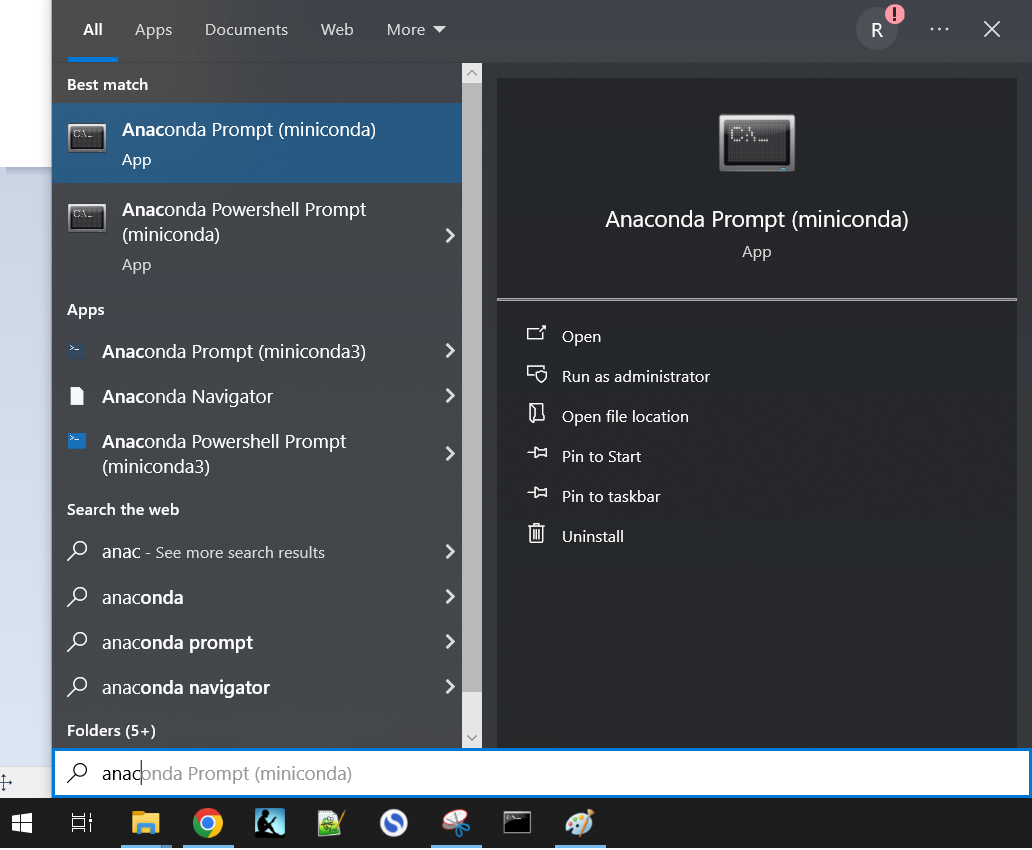 All Apps Documents Web More R ! ...
Best match
Anaconda Prompt (miniconda)
App
Anaconda Powershell Prompt
(miniconda)
App
Apps
Anaconda Prompt (miniconda3)
Anaconda Navigator
Anaconda Powershell Prompt
(miniconda3)
Search the web
anac - See more search results
anaconda
anaconda prompt
anaconda navigator
Folders (5+)
C:\_
Anaconda Prompt (miniconda)
App
Open
Run as administrator
Open file location
Pin to Start
Pin to taskbar
Uninstall
anaconda Prompt (miniconda)